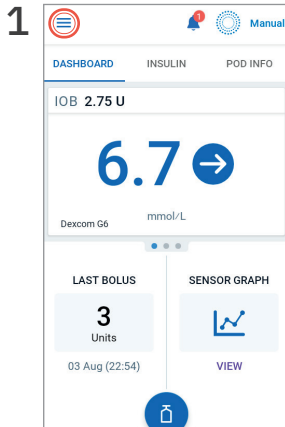 1
1
Manual
DASHBOARD INSULIN POD INFO
IOB 2.75 U
6.7
mmol/L
Dexcom G6
LAST BOLUS SENSOR GRAPH
3
Units
03 Aug (22:54) VIEW